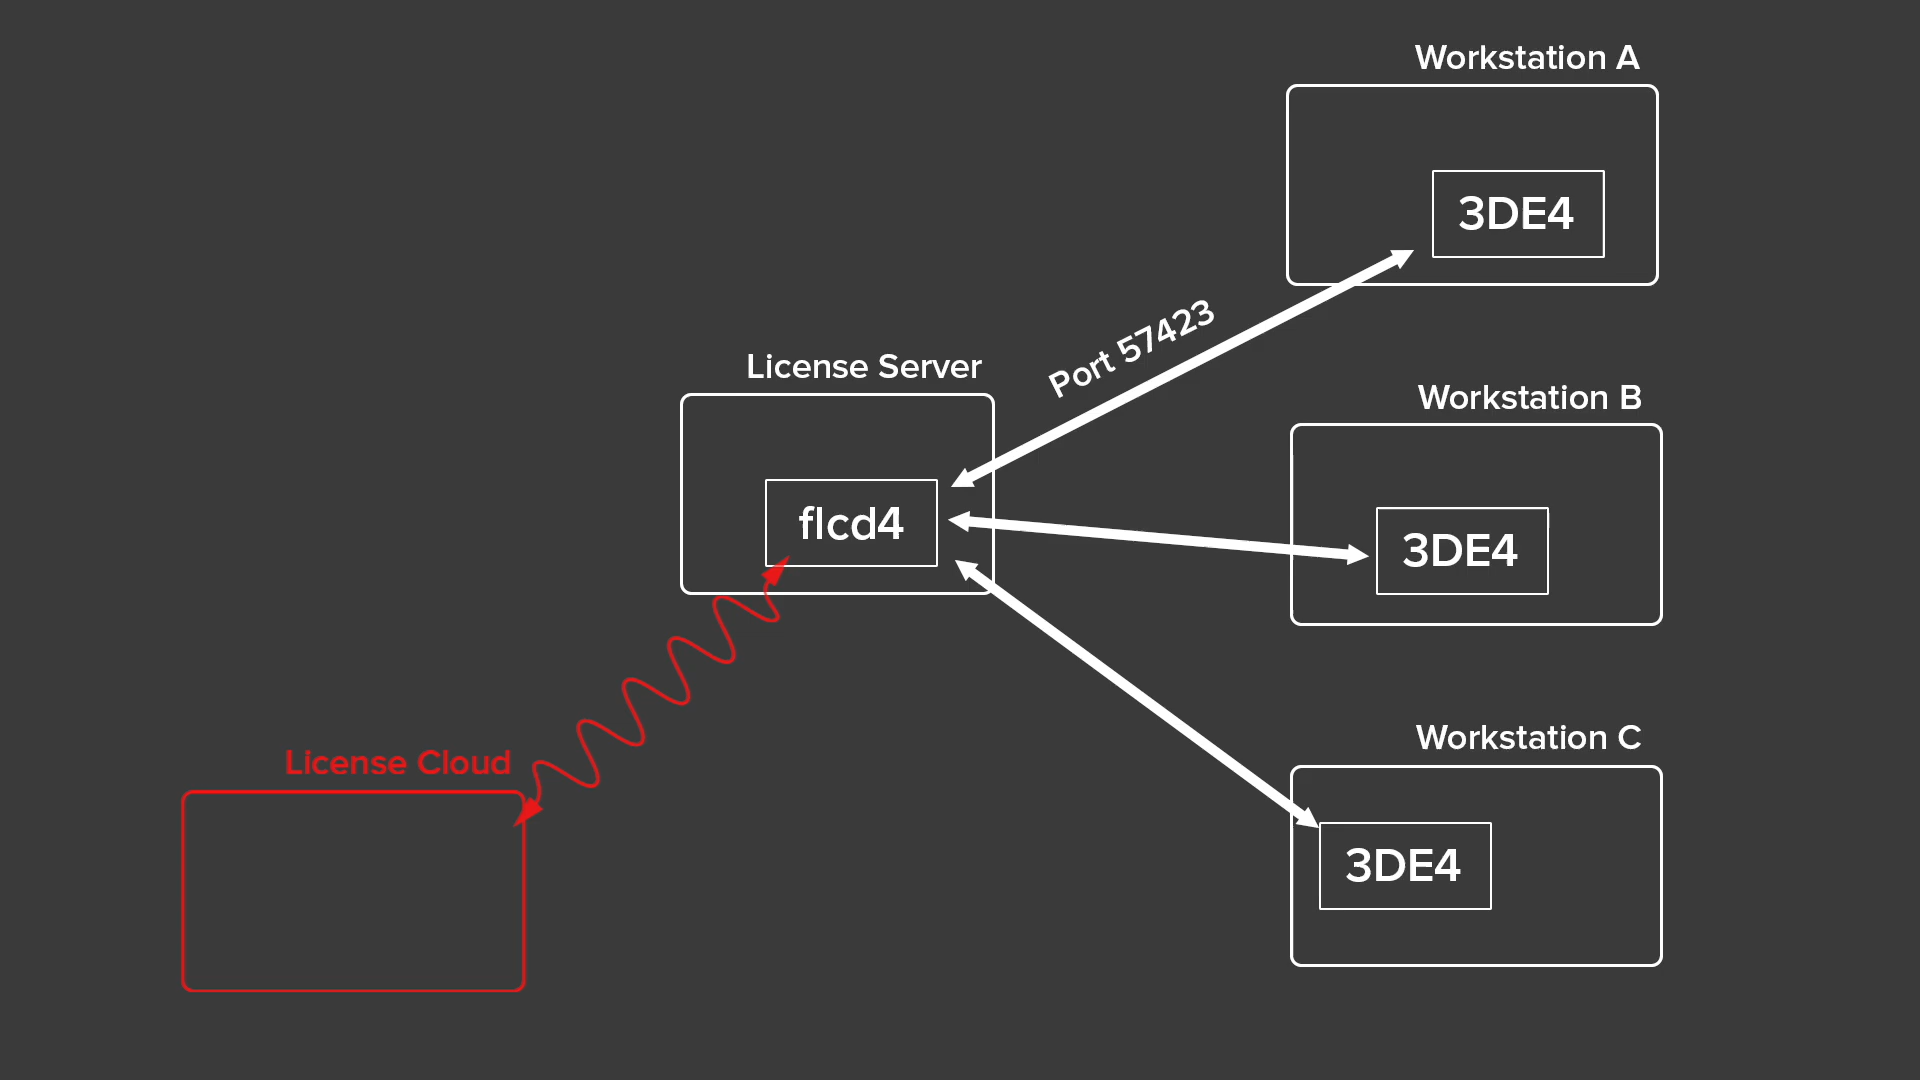 Workstation A
3DE4
Port 57423
License Server
flcd4
Workstation B
3DE4
Workstation C
3DE4
License Cloud